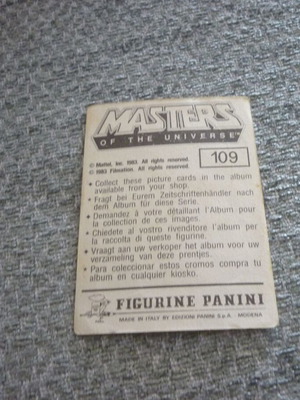 MASTERS
OF THE UNIVERSE
© Mattel, Inc. 1983. All rights reserved.
© 1983 Filmation. All rights reserved.
109
• Collect these picture cards in the album
available from your shop.
• Fragt bei Eurem Zeitschriftenhändler nach
dem Album für diese Serie.
• Demandez à votre détaillant l'Album pour
la collection de ces images.
• Chiedete al vostro rivenditore l'album per
la raccolta di queste figurine.
• Vraagt aan uw verkoper het album voor uw
verzameling van deze prentjes.
• Para coleccionar estos cromos compra tu
album en cualquier kiosko.
FIGURINE PANINI
MADE IN ITALY BY EDIZIONI PANINI S.p.A. - MODENA